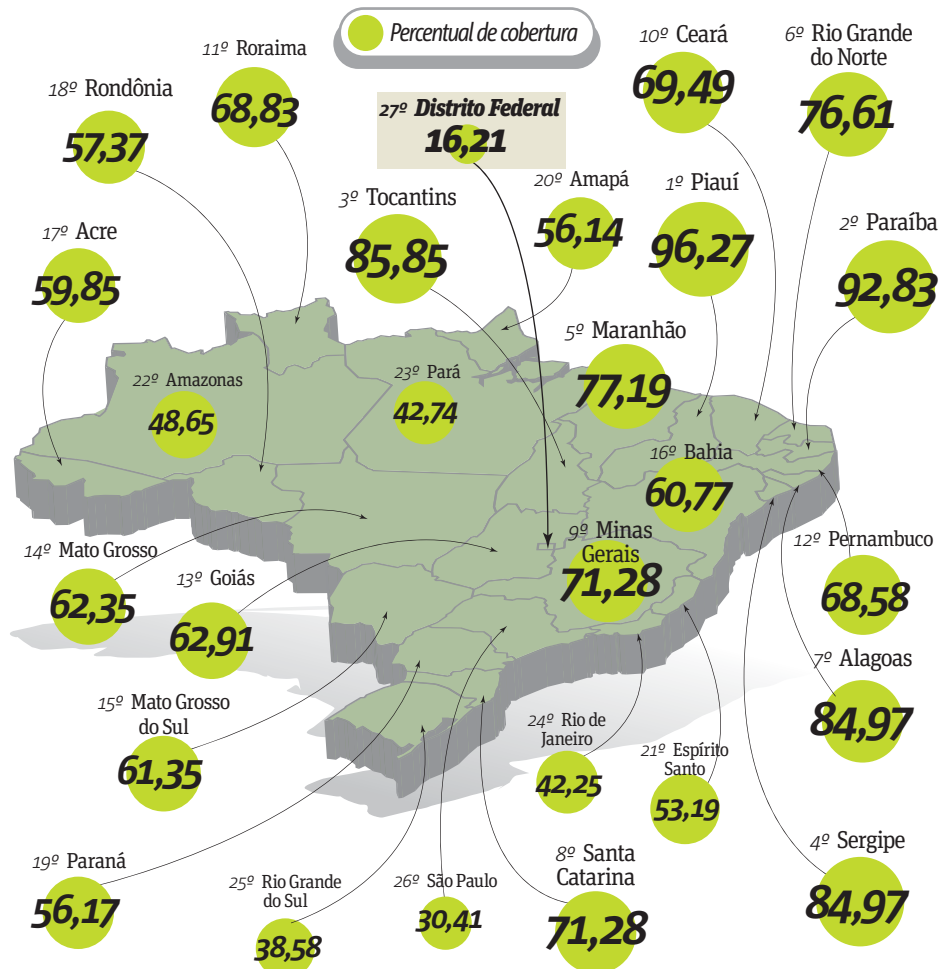 Percentual de cobertura
11º Roraima
68,83
10º Ceará
69,49
6º Rio Grande
do Norte
76,61
18º Rondônia
57,37
27º Distrito Federal
16,21
3º Tocantins
85,85
20º Amapá
56,14
1º Piauí
96,27
2º Paraíba
92,83
17º Acre
59,85
5º Maranhão
77,19
22º Amazonas
48,65
23º Pará
42,74
16º Bahia
60,77
14º Mato Grosso
62,35
13º Goiás
62,91
9º Minas
Gerais
71,28
12º Pernambuco
68,58
7º Alagoas
84,97
15º Mato Grosso
do Sul
61,35
24º Rio de
Janeiro
42,25
21º Espírito
Santo
53,19
19º Paraná
56,17
25º Rio Grande
do Sul
38,58
26º São Paulo
30,41
8º Santa
Catarina
71,28
4º Sergipe
84,97